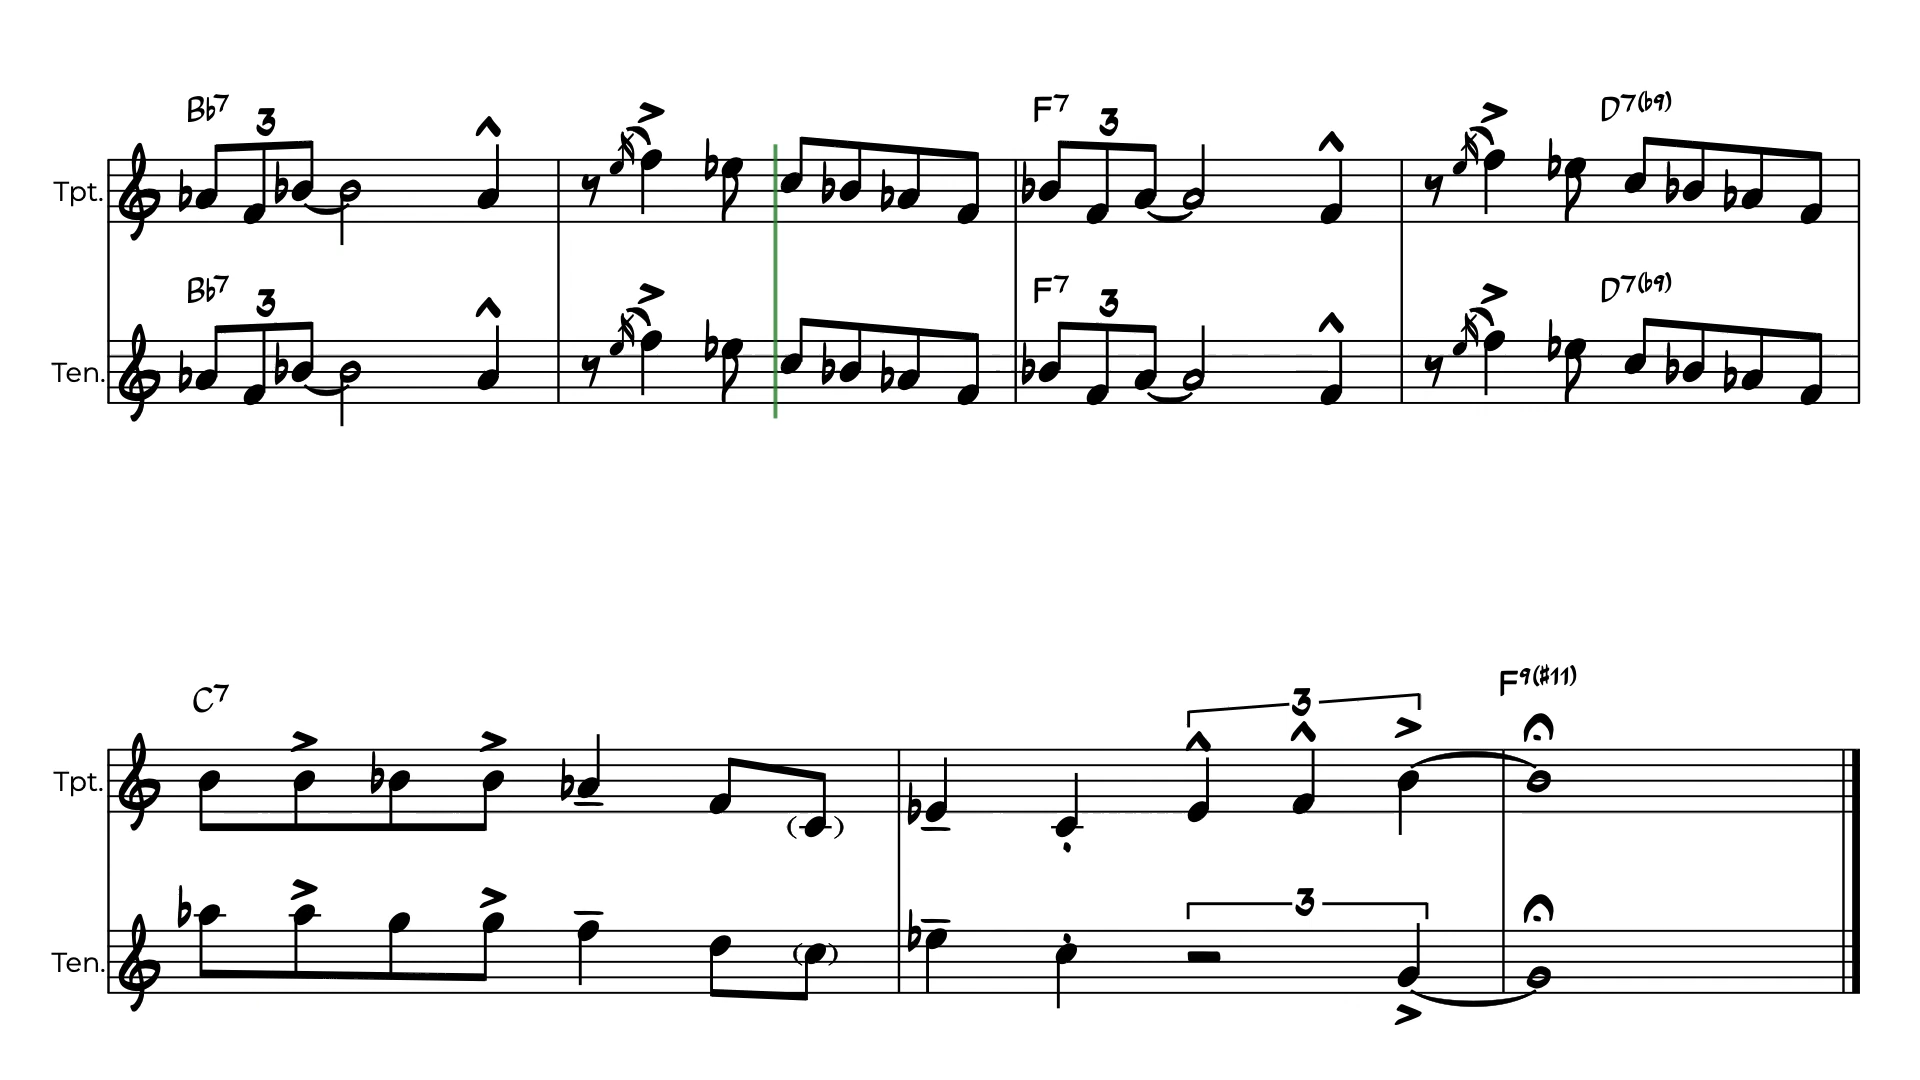 Bb7 3
Tpt.
F7 3
D7(b9)
Bb7 3
Ten.
F7 3
D7(b9)
C7
3
F9(#11)
Tpt.
( )
3
Ten.
( )